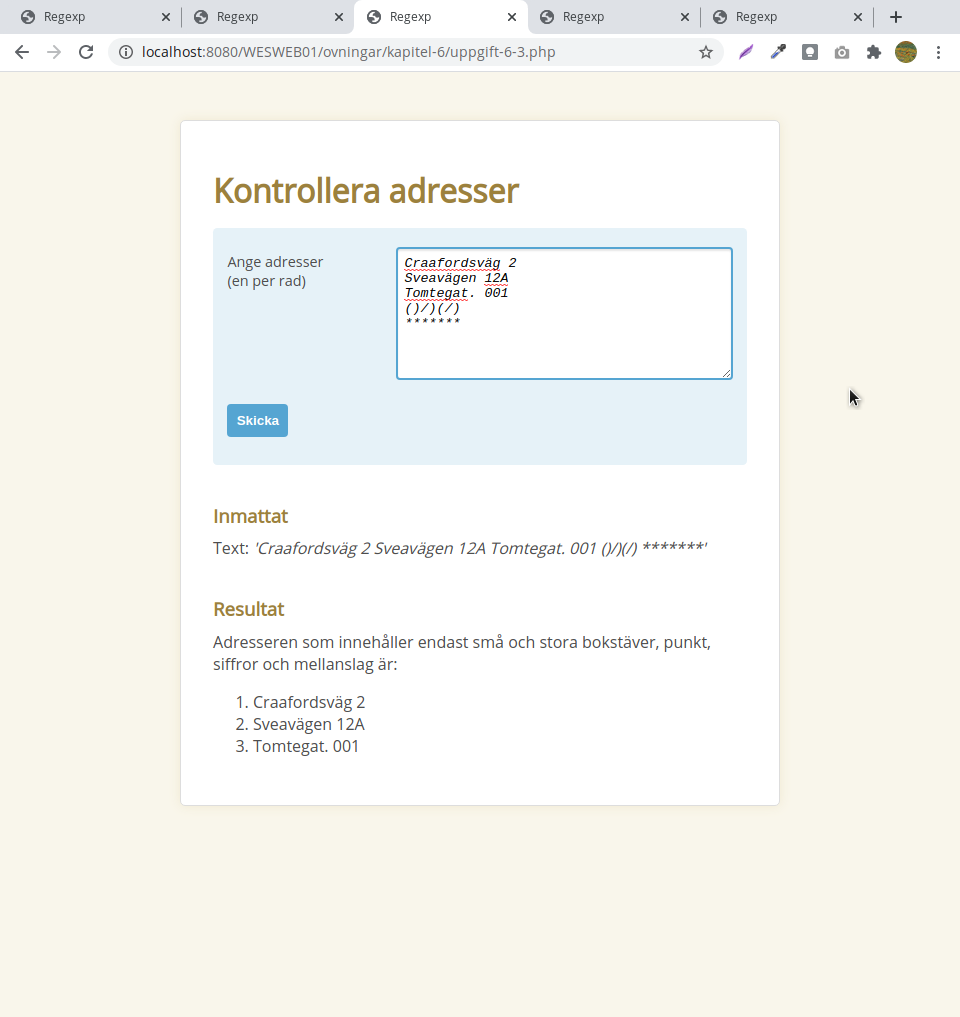 Regexp Regexp Regexp Regexp Regexp
localhost:8080/WESWEB01/ovningar/kapitel-6/uppgift-6-3.php
Kontrollera adresser
Ange adresser
(en per rad)
Craafordsväg 2
Sveavägen 12A
Tomtegat. 001
()/)(/)
*******
Skicka
Inmattat
Text: 'Craafordsväg 2 Sveavägen 12A Tomtegat. 001 ()/)(/) *******'
Resultat
Adresseren som innehåller endast små och stora bokstäver, punkt,
siffror och mellanslag är:
1. Craafordsväg 2
2. Sveavägen 12A
3. Tomtegat. 001